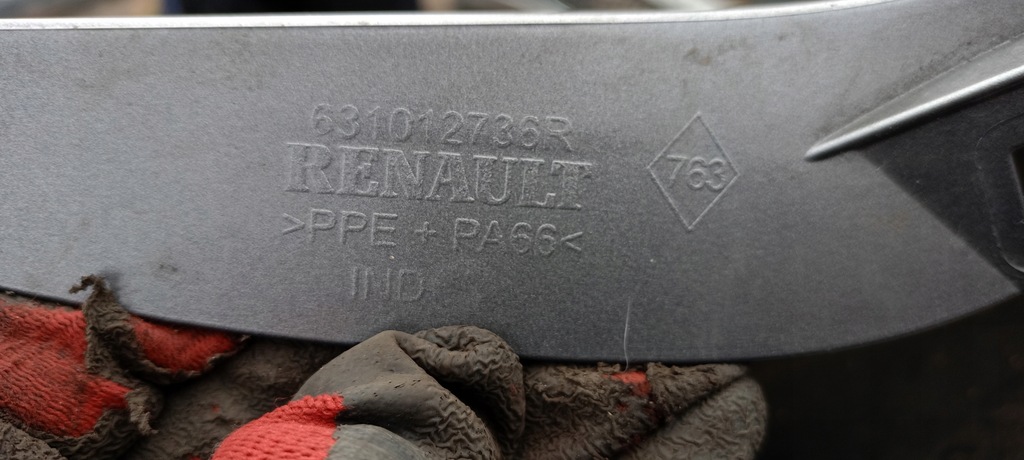 631012736R
RENAULT
>PPE + PA66<
IND
763